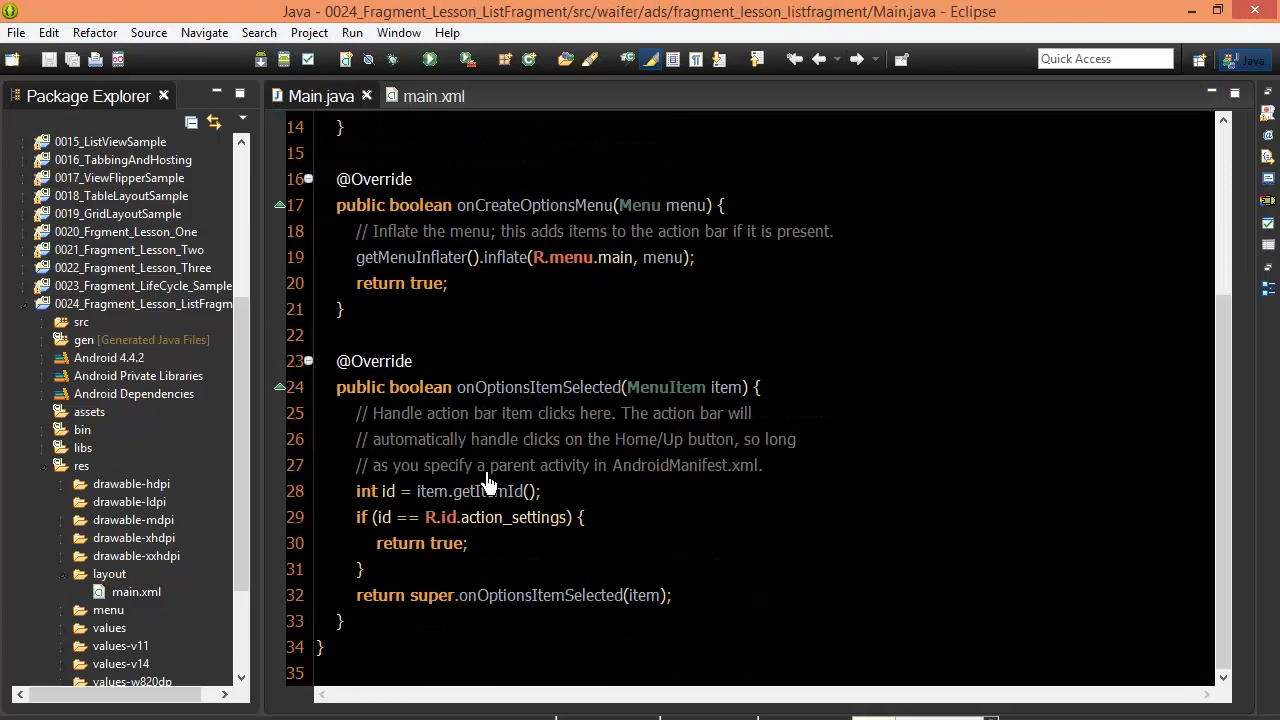 Java - 0024_Fragment_Lesson_ListFragment/src/waifer/ads/fragment_lesson_listfragment/Main.java - Eclipse
File Edit Refactor Source Navigate Search Project Run Window Help
Quick Access
Java
Package Explorer
0015_ListViewSample
0016_TabbingAndHosting
0017_ViewFlipperSample
0018_TableLayoutSample
0019_GridLayoutSample
0020_Frgment_Lesson_One
0021_Fragment_Lesson_Two
0022_Fragment_Lesson_Three
0023_Fragment_LifeCycle_Sample
0024_Fragment_Lesson_ListFragm
src
gen [Generated Java Files]
Android 4.4.2
Android Private Libraries
Android Dependencies
assets
bin
libs
res
drawable-hdpi
drawable-ldpi
drawable-mdpi
drawable-xhdpi
drawable-xxhdpi
layout
main.xml
menu
values
values-v11
values-v14
values-w820dp
Main.java main.xml
14 }
15
16 @Override
17 public boolean onCreateOptionsMenu(Menu menu) {
18 // Inflate the menu; this adds items to the action bar if it is present.
19 getMenuInflater().inflate(R.menu.main, menu);
20 return true;
21 }
22
23 @Override
24 public boolean onOptionsItemSelected(MenuItem item) {
25 // Handle action bar item clicks here. The action bar will
26 // automatically handle clicks on the Home/Up button, so long
27 // as you specify a parent activity in AndroidManifest.xml.
28 int id = item.getItemId();
29 if (id == R.id.action_settings) {
30 return true;
31 }
32 return super.onOptionsItemSelected(item);
33 }
34 }
35